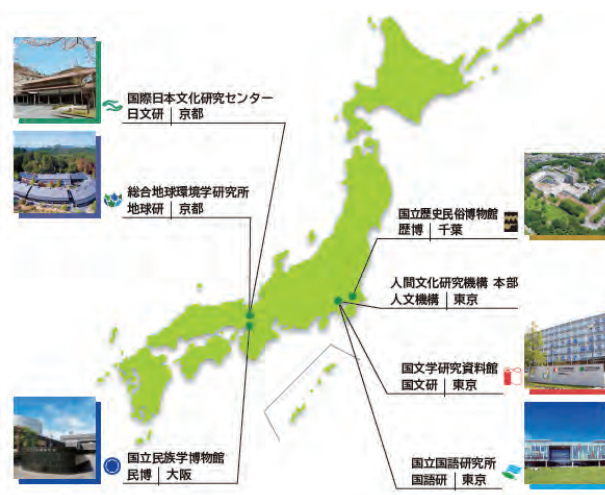 国際日本文化研究センター
日文研 | 京都
総合地球環境学研究所
地球研 | 京都
国立民族学博物館
民博 | 大阪
国立歴史民俗博物館
歴博 | 千葉
人間文化研究機構 本部
人文機構 | 東京
国文学研究資料館
国文研 | 東京
国立国語研究所
国語研 | 東京